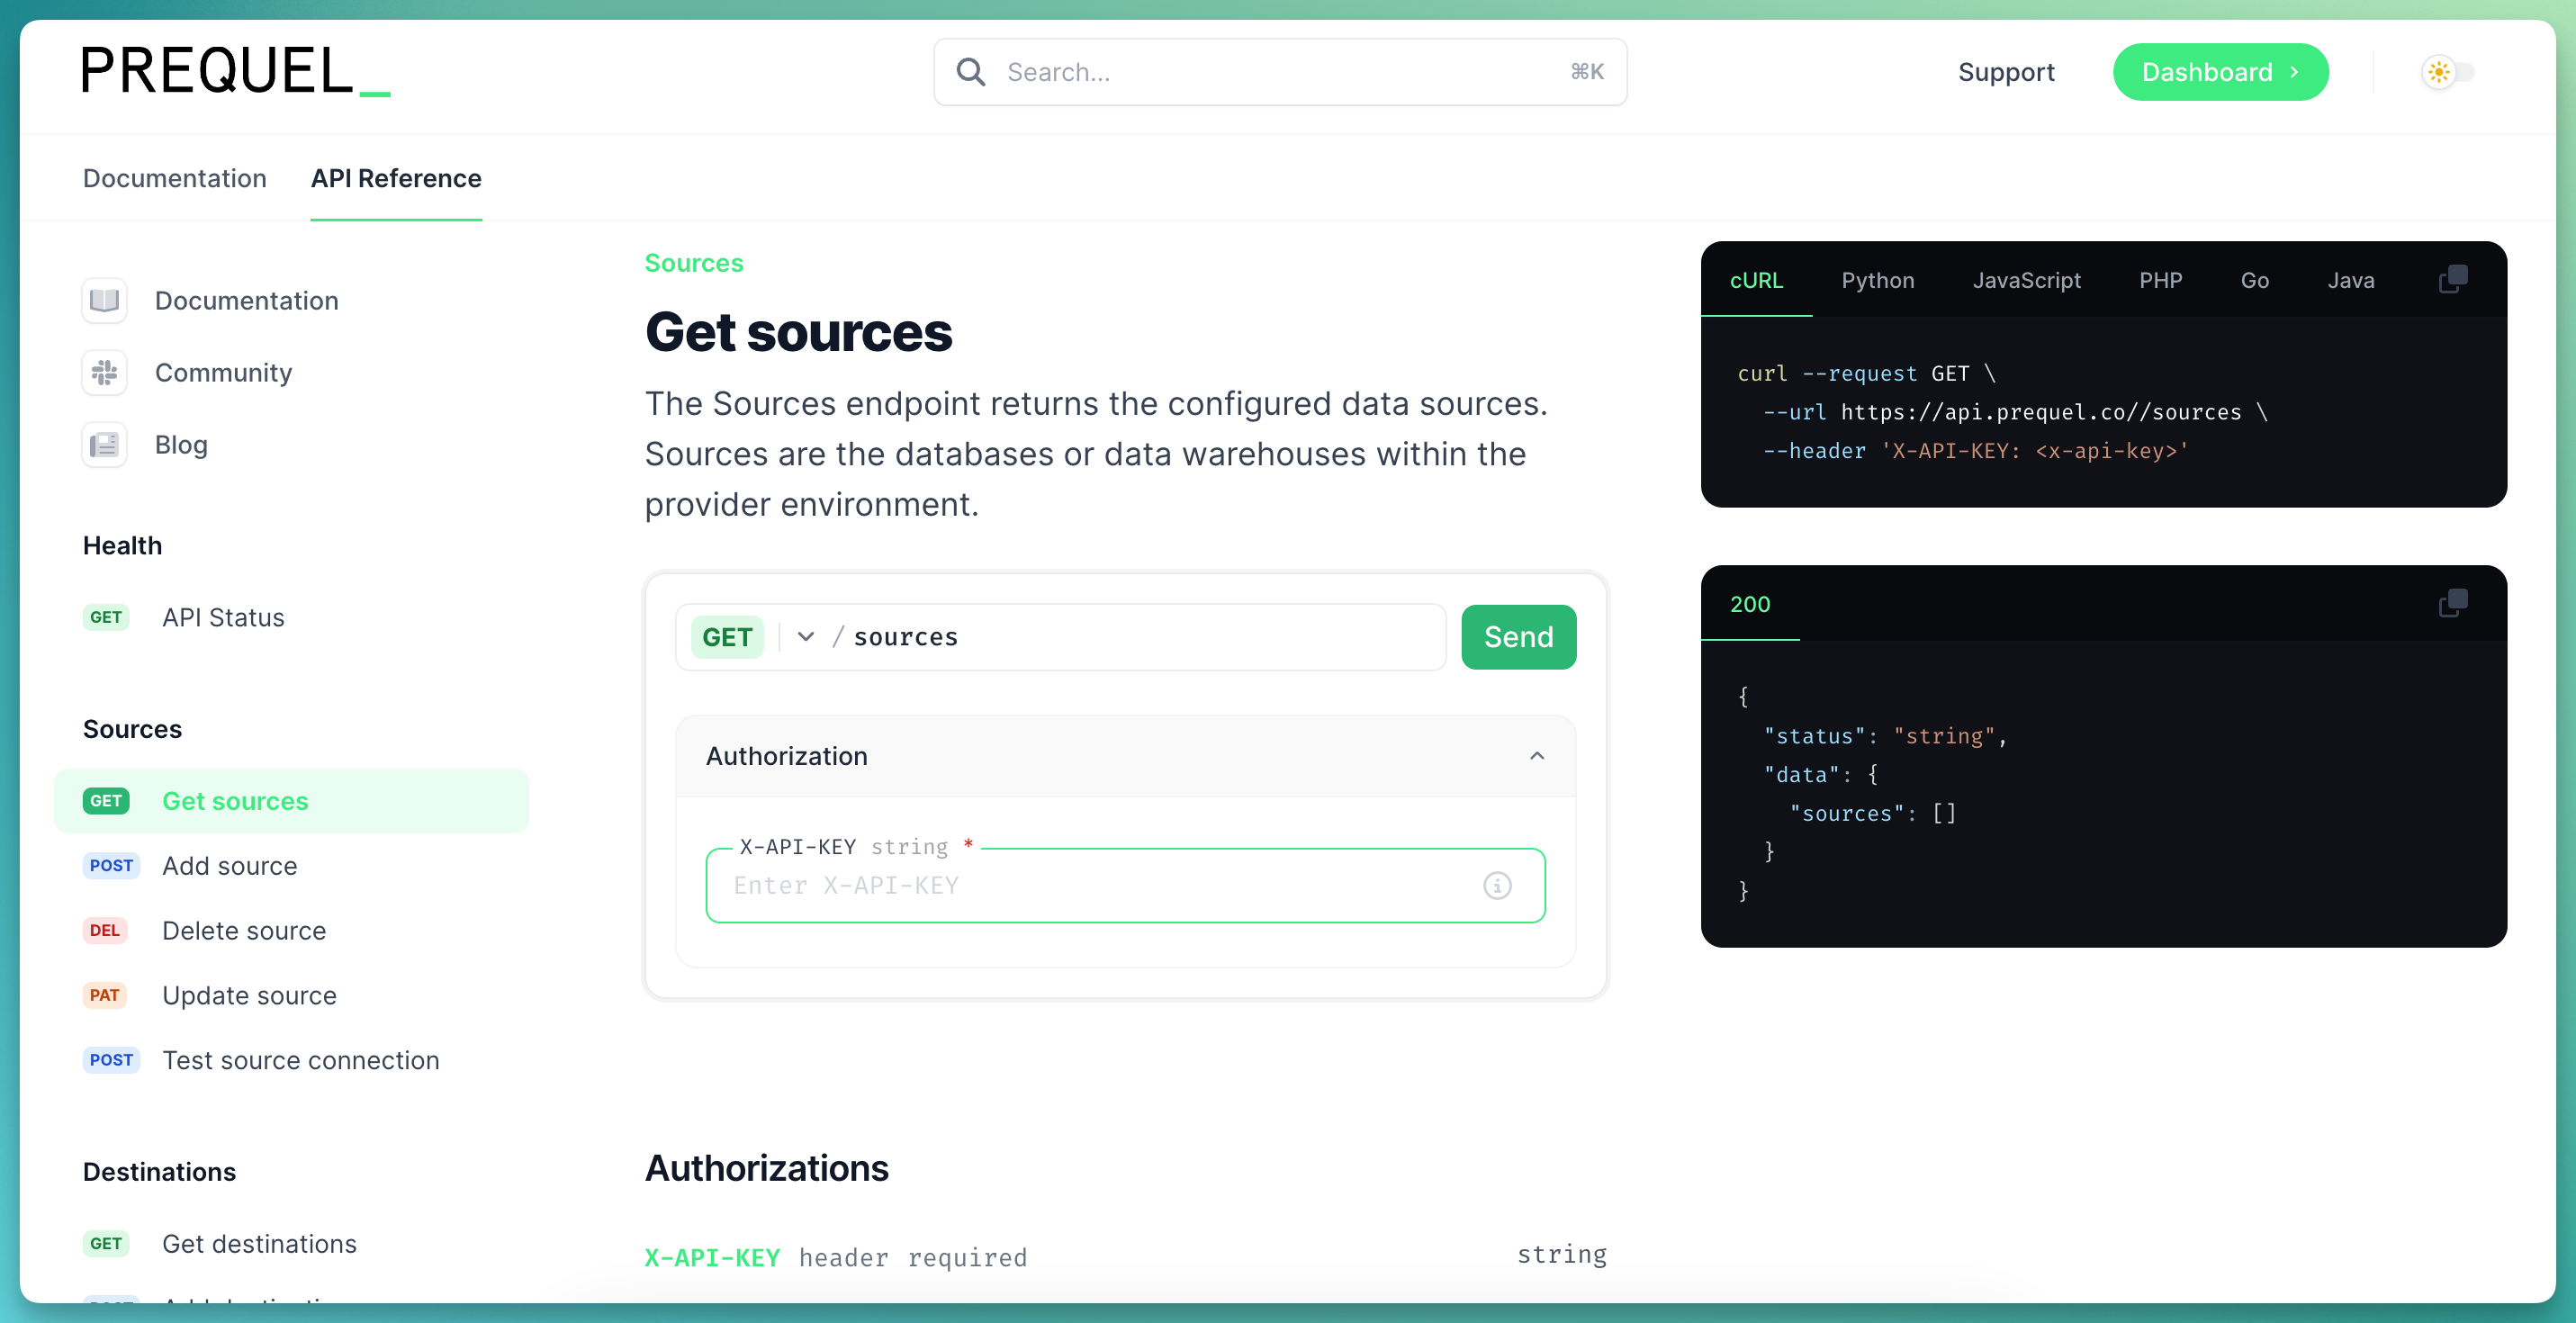 PREQUEL_
Search...
⌘K
Support
Dashboard
Documentation
API Reference
Documentation
Community
Blog
Health
GET API Status
Sources
GET Get sources
POST Add source
DEL Delete source
PAT Update source
POST Test source connection
Destinations
GET Get destinations
Sources
Get sources
The Sources endpoint returns the configured data sources.
Sources are the databases or data warehouses within the
provider environment.
GET / sources
Send
Authorization
X-API-KEY string *
Enter X-API-KEY
Authorizations
X-API-KEY header required string
cURL Python JavaScript PHP Go Java
curl --request GET \
--url https://api.prequel.co//sources \
--header 'X-API-KEY: <x-api-key>'
200
{
"status": "string",
"data": {
"sources": []
}
}